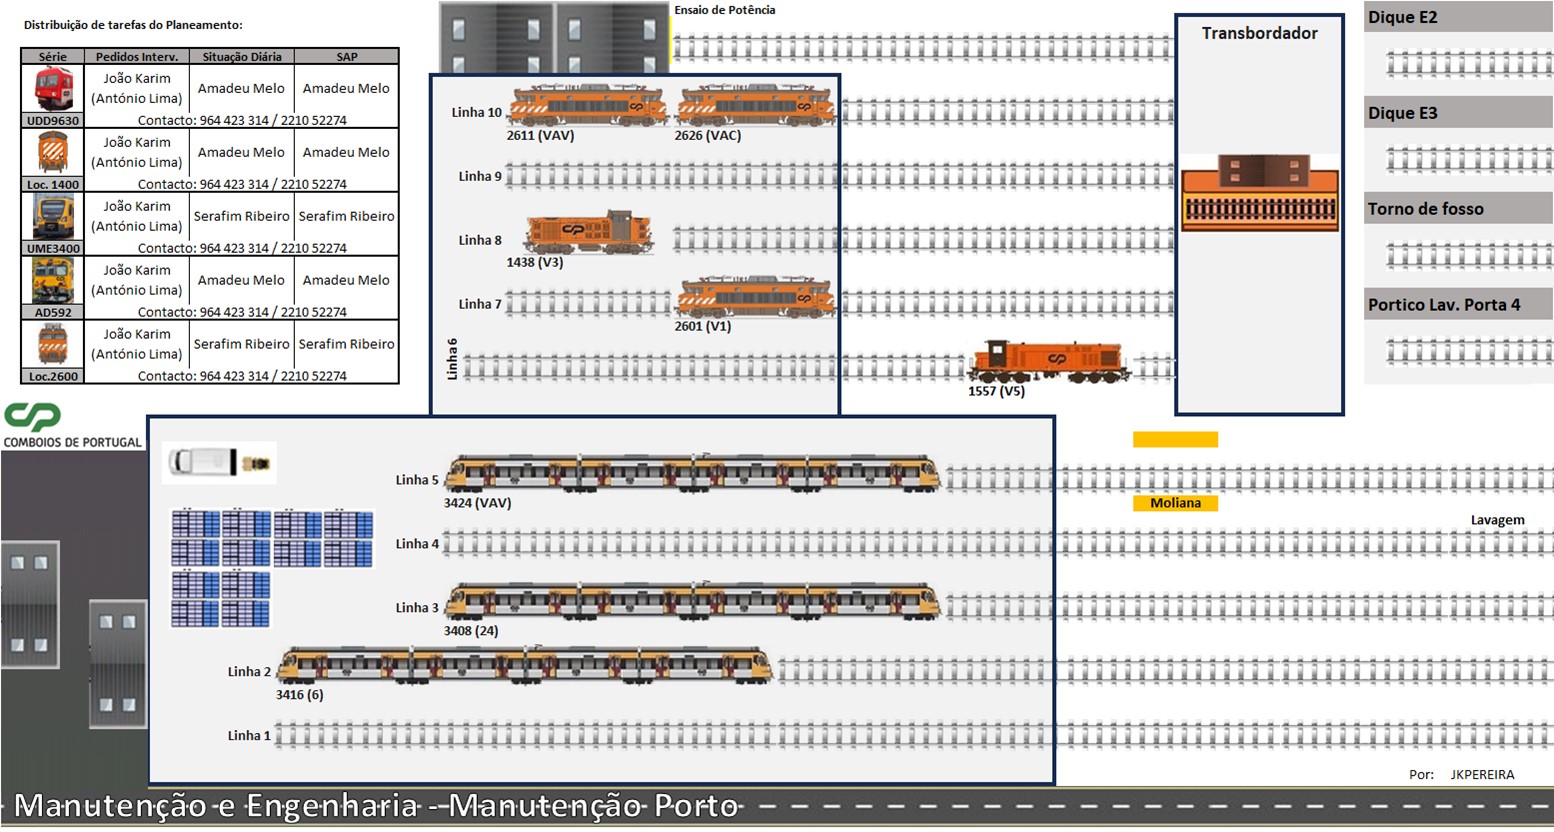 Distribuição de tarefas do Planeamento:
Série Pedidos Interv. Situação Diária SAP
João Karim
(António Lima) Amadeu Melo Amadeu Melo
UDD9630 Contacto: 964 423 314 / 2210 52274
João Karim
(António Lima) Amadeu Melo Amadeu Melo
Loc. 1400 Contacto: 964 423 314 / 2210 52274
João Karim
(António Lima) Serafim Ribeiro Serafim Ribeiro
UME3400 Contacto: 964 423 314 / 2210 52274
João Karim
(António Lima) Amadeu Melo Amadeu Melo
AD592 Contacto: 964 423 314 / 2210 52274
João Karim
(António Lima) Serafim Ribeiro Serafim Ribeiro
Loc.2600 Contacto: 964 423 314 / 2210 52274
CP
COMBOIOS DE PORTUGAL
Ensaio de Potência
Linha 10
2611 (VAV) 2626 (VAC)
Linha 9
Linha 8
1438 (V3)
Linha 7
2601 (V1)
Linha 6
1557 (V5)
Transbordador
Dique E2
Dique E3
Torno de fosso
Portico Lav. Porta 4
Linha 5
3424 (VAV)
Moliana
Lavagem
Linha 4
Linha 3
3408 (24)
Linha 2
3416 (6)
Linha 1
Por: JKPEREIRA
Manutenção e Engenharia - Manutenção Porto